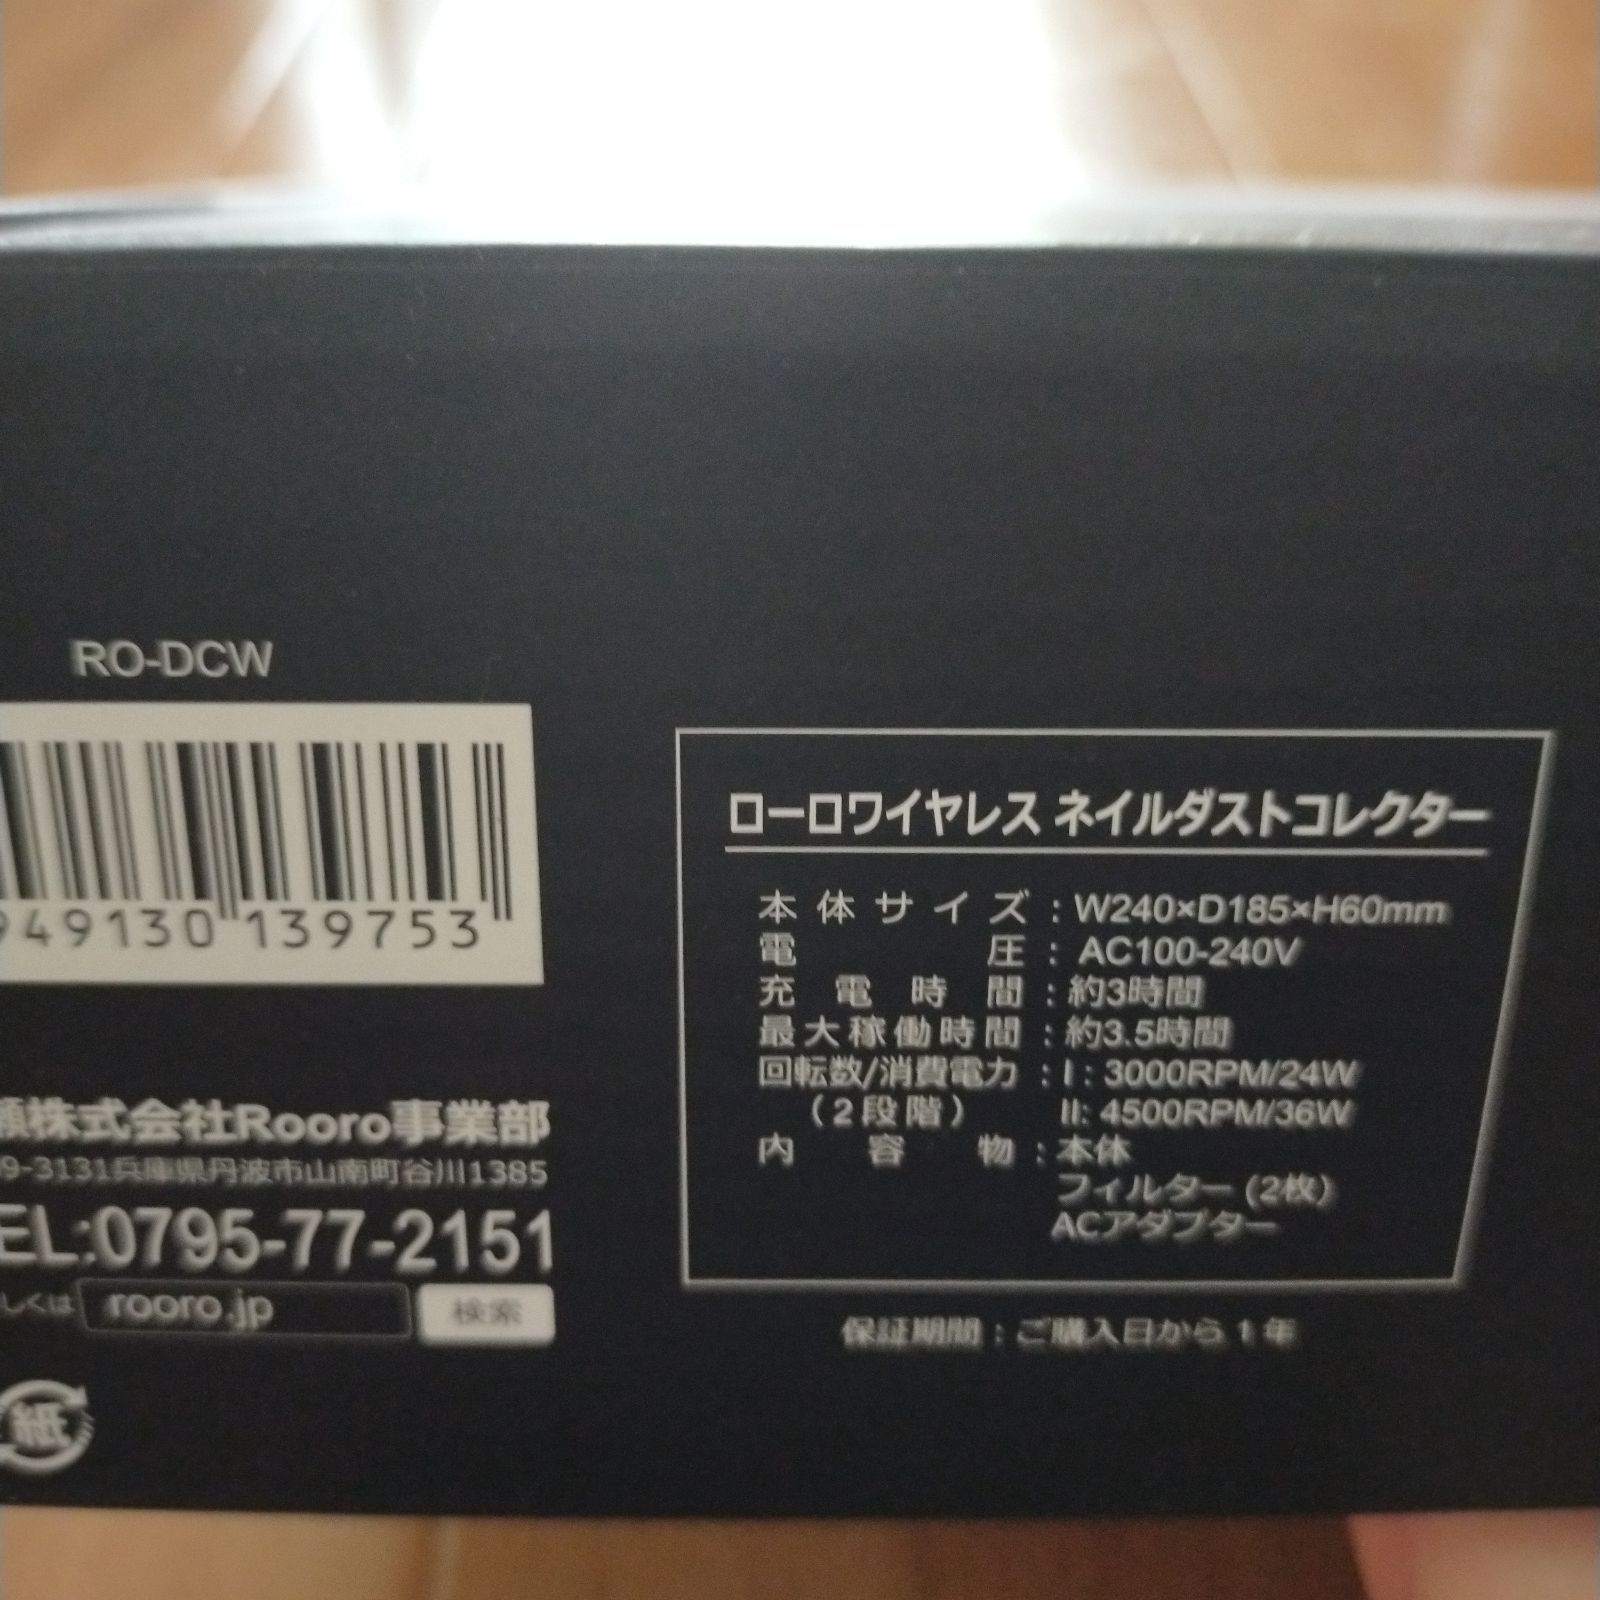 RO-DCW
949130 139753
株式会社Rooro事業部
9-3131兵庫県丹波市山南町谷川1385
EL:0795-77-2151
しくは rooro.jp 検索
紙
ローロワイヤレス ネイルダストコレクター
本体サイズ：W240×D185×H60mm
電圧：AC100-240V
充電時間：約3時間
最大稼働時間：約3.5時間
回転数/消費電力：I：3000RPM/24W
（2段階） II: 4500RPM/36W
内容物：本体
フィルター (2枚)
ACアダプター
保証期間：ご購入日から1年